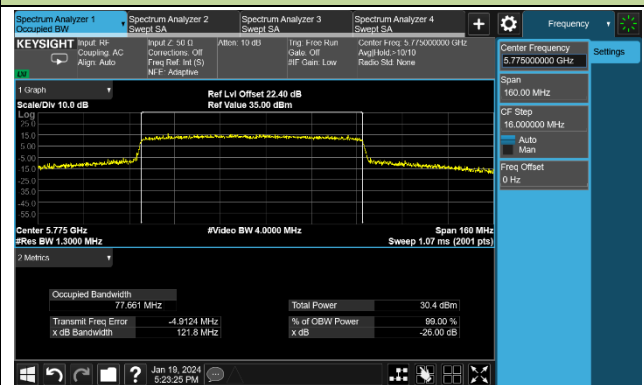 Spectrum Analyzer 1
Occupied BW
Spectrum Analyzer 2
Swept SA
Spectrum Analyzer 3
Swept SA
Spectrum Analyzer 4
Swept SA
Frequency
KEYSIGHT
Input: RF
Coupling: AC
Align: Auto
Input Z: 50 Ω
Corrections: Off
Freq Ref: Int (S)
NFE: Adaptive
Atten: 10 dB
Trig: Free Run
Gate: Off
#IF Gain: Low
Center Freq: 5.775000000 GHz
Avg|Hold:>10/10
Radio Std: None
LXI
Center Frequency
5.775000000 GHz
Settings
Span
160.00 MHz
CF Step
16.000000 MHz
Auto
Man
Freq Offset
0 Hz
1 Graph
Scale/Div 10.0 dB
Ref Lvl Offset 22.40 dB
Ref Value 35.00 dBm
Log
25.0
15.0
5.00
-5.00
-15.0
-25.0
-35.0
-45.0
-55.0
Center 5.775 GHz
#Res BW 1.3000 MHz
#Video BW 4.0000 MHz
Span 160 MHz
Sweep 1.07 ms (2001 pts)
2 Metrics
Occupied Bandwidth
77.661 MHz
Total Power 30.4 dBm
Transmit Freq Error -4.9124 MHz
% of OBW Power 99.00 %
x dB Bandwidth 121.8 MHz
x dB -26.00 dB
Jan 19, 2024
5:23:25 PM